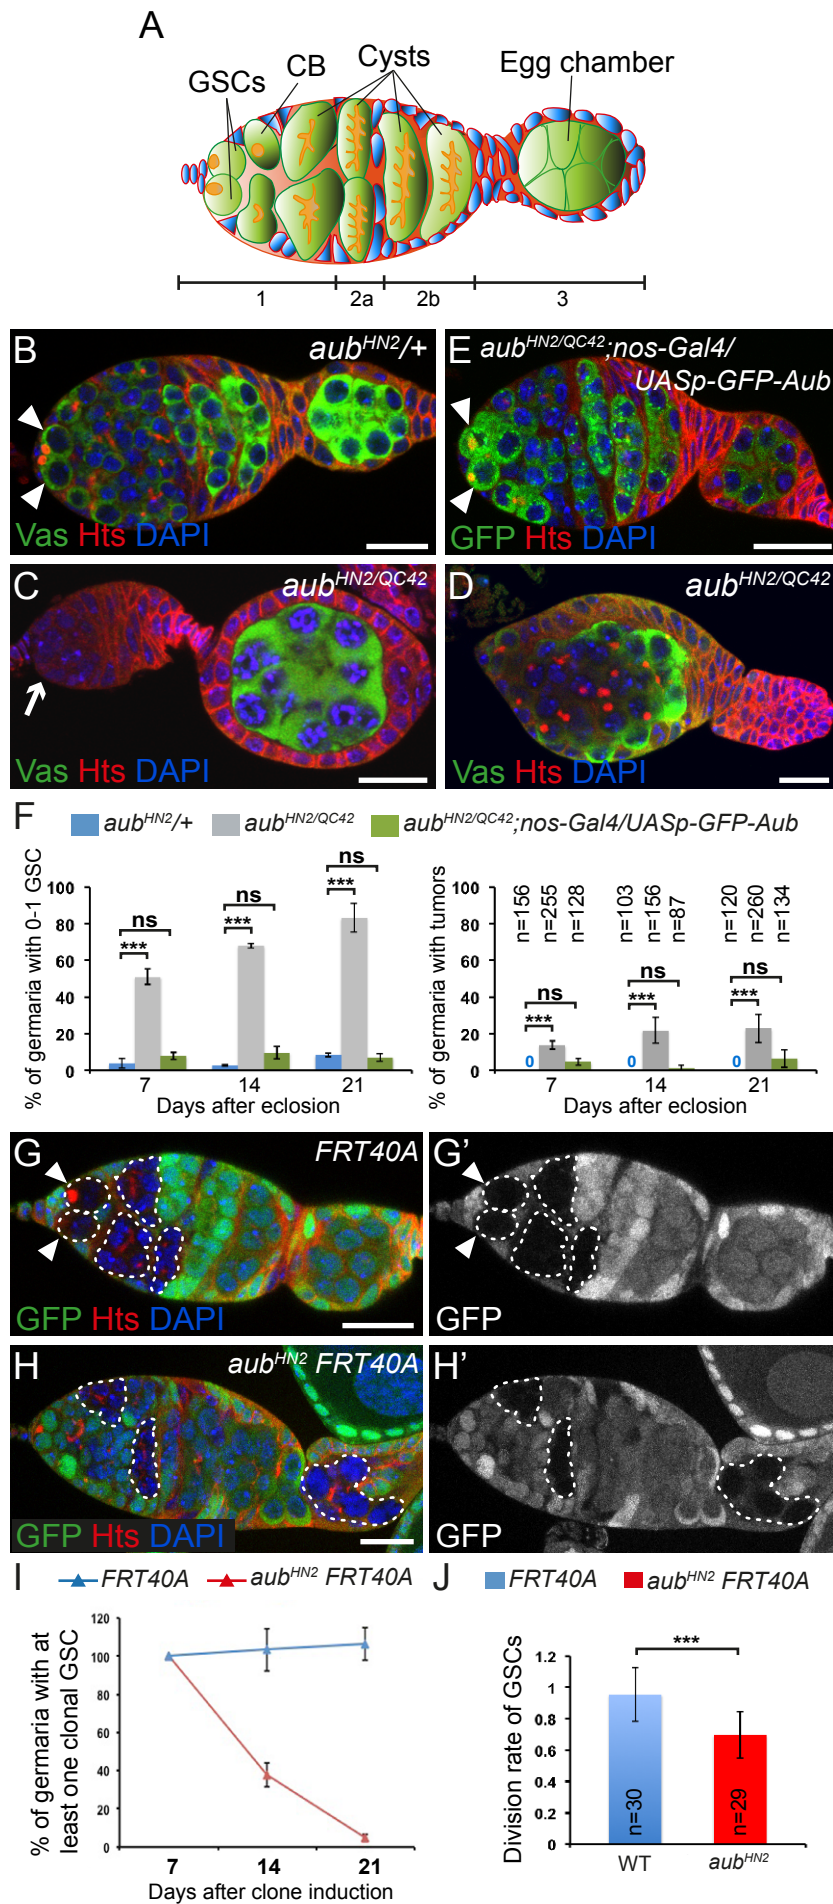 A
GSCs
CB
Cysts
Egg chamber
1
2a
2b
3
B
aubHN2/+
Vas Hts DAPI
E
aubHN2/QC42;nos-Gal4/
UASp-GFP-Aub
GFP Hts DAPI
C
aubHN2/QC42
Vas Hts DAPI
D
aubHN2/QC42
Vas Hts DAPI
F
aubHN2/+
aubHN2/QC42
aubHN2/QC42;nos-Gal4/UASp-GFP-Aub
% of germaria with 0-1 GSC
100
80
60
40
20
0
ns
***
ns
***
ns
***
7
14
21
Days after eclosion
% of germaria with tumors
100
80
60
40
20
0
n=156
n=255
n=128
n=103
n=156
n=87
n=120
n=260
n=134
ns
***
ns
***
ns
***
0
0
0
7
14
21
Days after eclosion
G
FRT40A
GFP Hts DAPI
G'
GFP
H
aubHN2 FRT40A
GFP Hts DAPI
H'
GFP
I
FRT40A
aubHN2 FRT40A
% of germaria with at
least one clonal GSC
120
100
80
60
40
20
0
7
14
21
Days after clone induction
J
FRT40A
aubHN2 FRT40A
Division rate of GSCs
1.2
1
0.8
0.6
0.4
0.2
0
***
n=30
n=29
WT
aubHN2